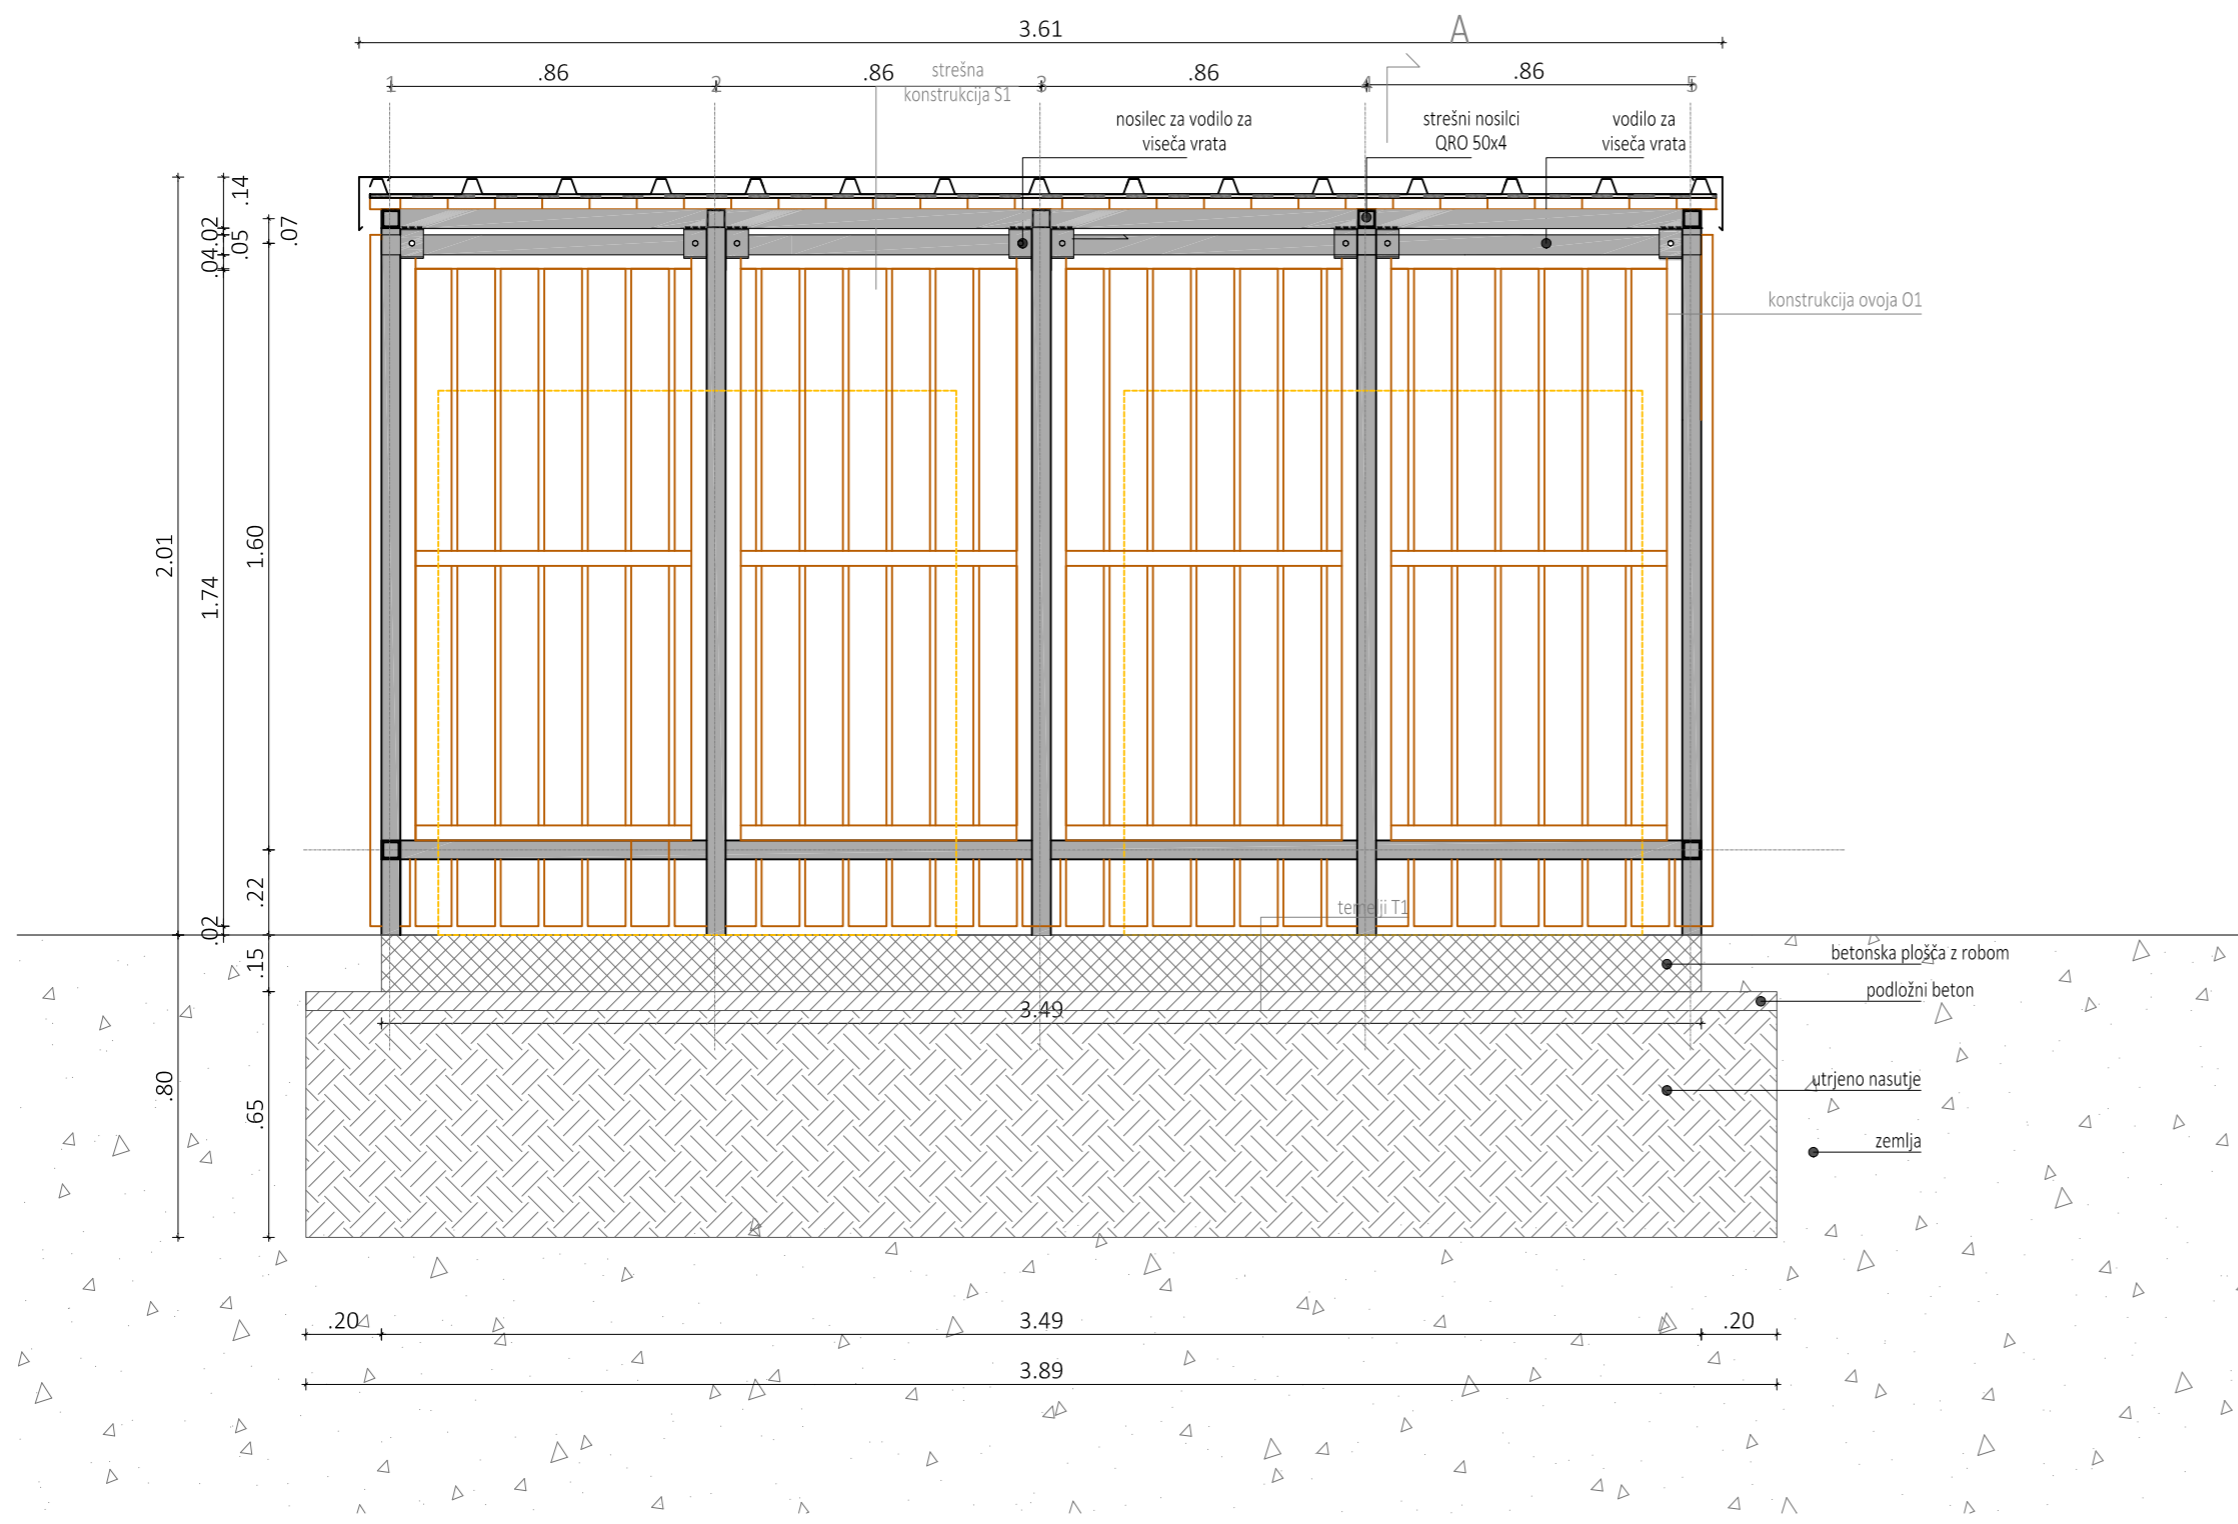 3.61
A
.86
.86
.86
.86
1
2
3
4
5
strešna
konstrukcija S1
nosilec za vodilo za
viseča vrata
strešni nosilci
QRO 50x4
vodilo za
viseča vrata
.14
.02
.04
.05
.07
konstrukcija ovoja O1
2.01
1.74
1.60
.22
.02
temelji T1
.15
betonska plošča z robom
podložni beton
3.49
.80
.65
utrjeno nasutje
zemlja
.20
3.49
.20
3.89